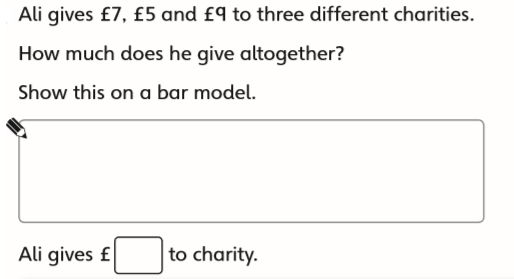 Ali gives £7, £5 and £9 to three different charities.
How much does he give altogether?
Show this on a bar model.
Ali gives £ to charity.